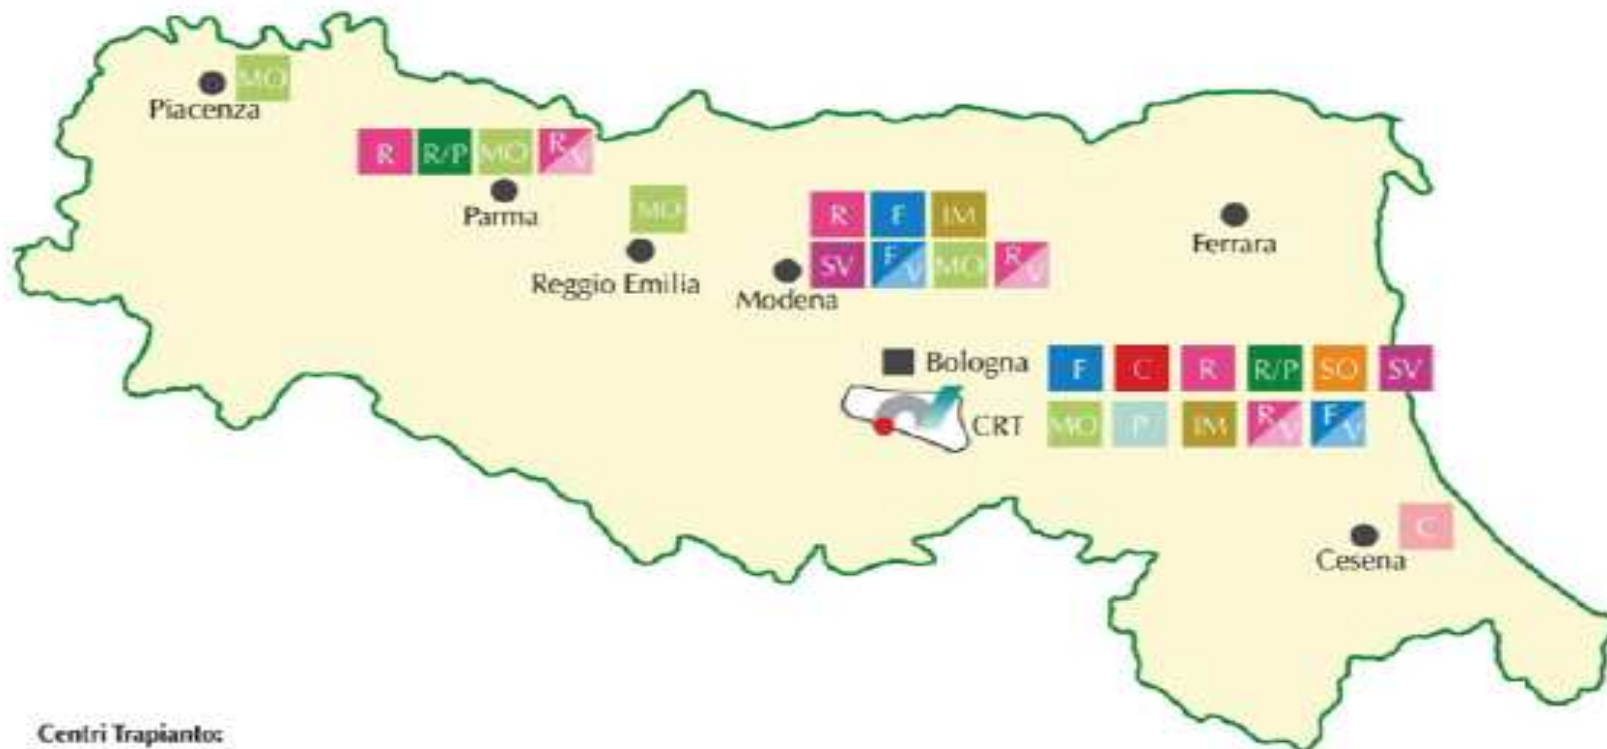 MO
Piacenza
R R/P MO R/V
Parma
MO
Reggio Emilia
R F IM
SV F/V MO R/V
Modena
Ferrara
Bologna F C R R/P SO SV
CRT MO P IM R/V F/V
C
Cesena
Centri Trapianto: